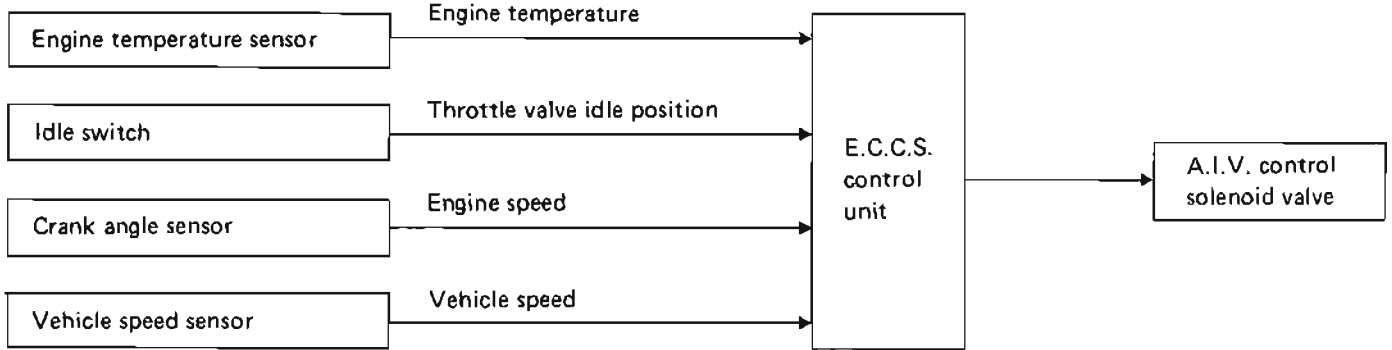 Engine temperature sensor
Engine temperature
Idle switch
Throttle valve idle position
Crank angle sensor
Engine speed
Vehicle speed sensor
Vehicle speed
E.C.C.S.
control
unit
A.I.V. control
solenoid valve